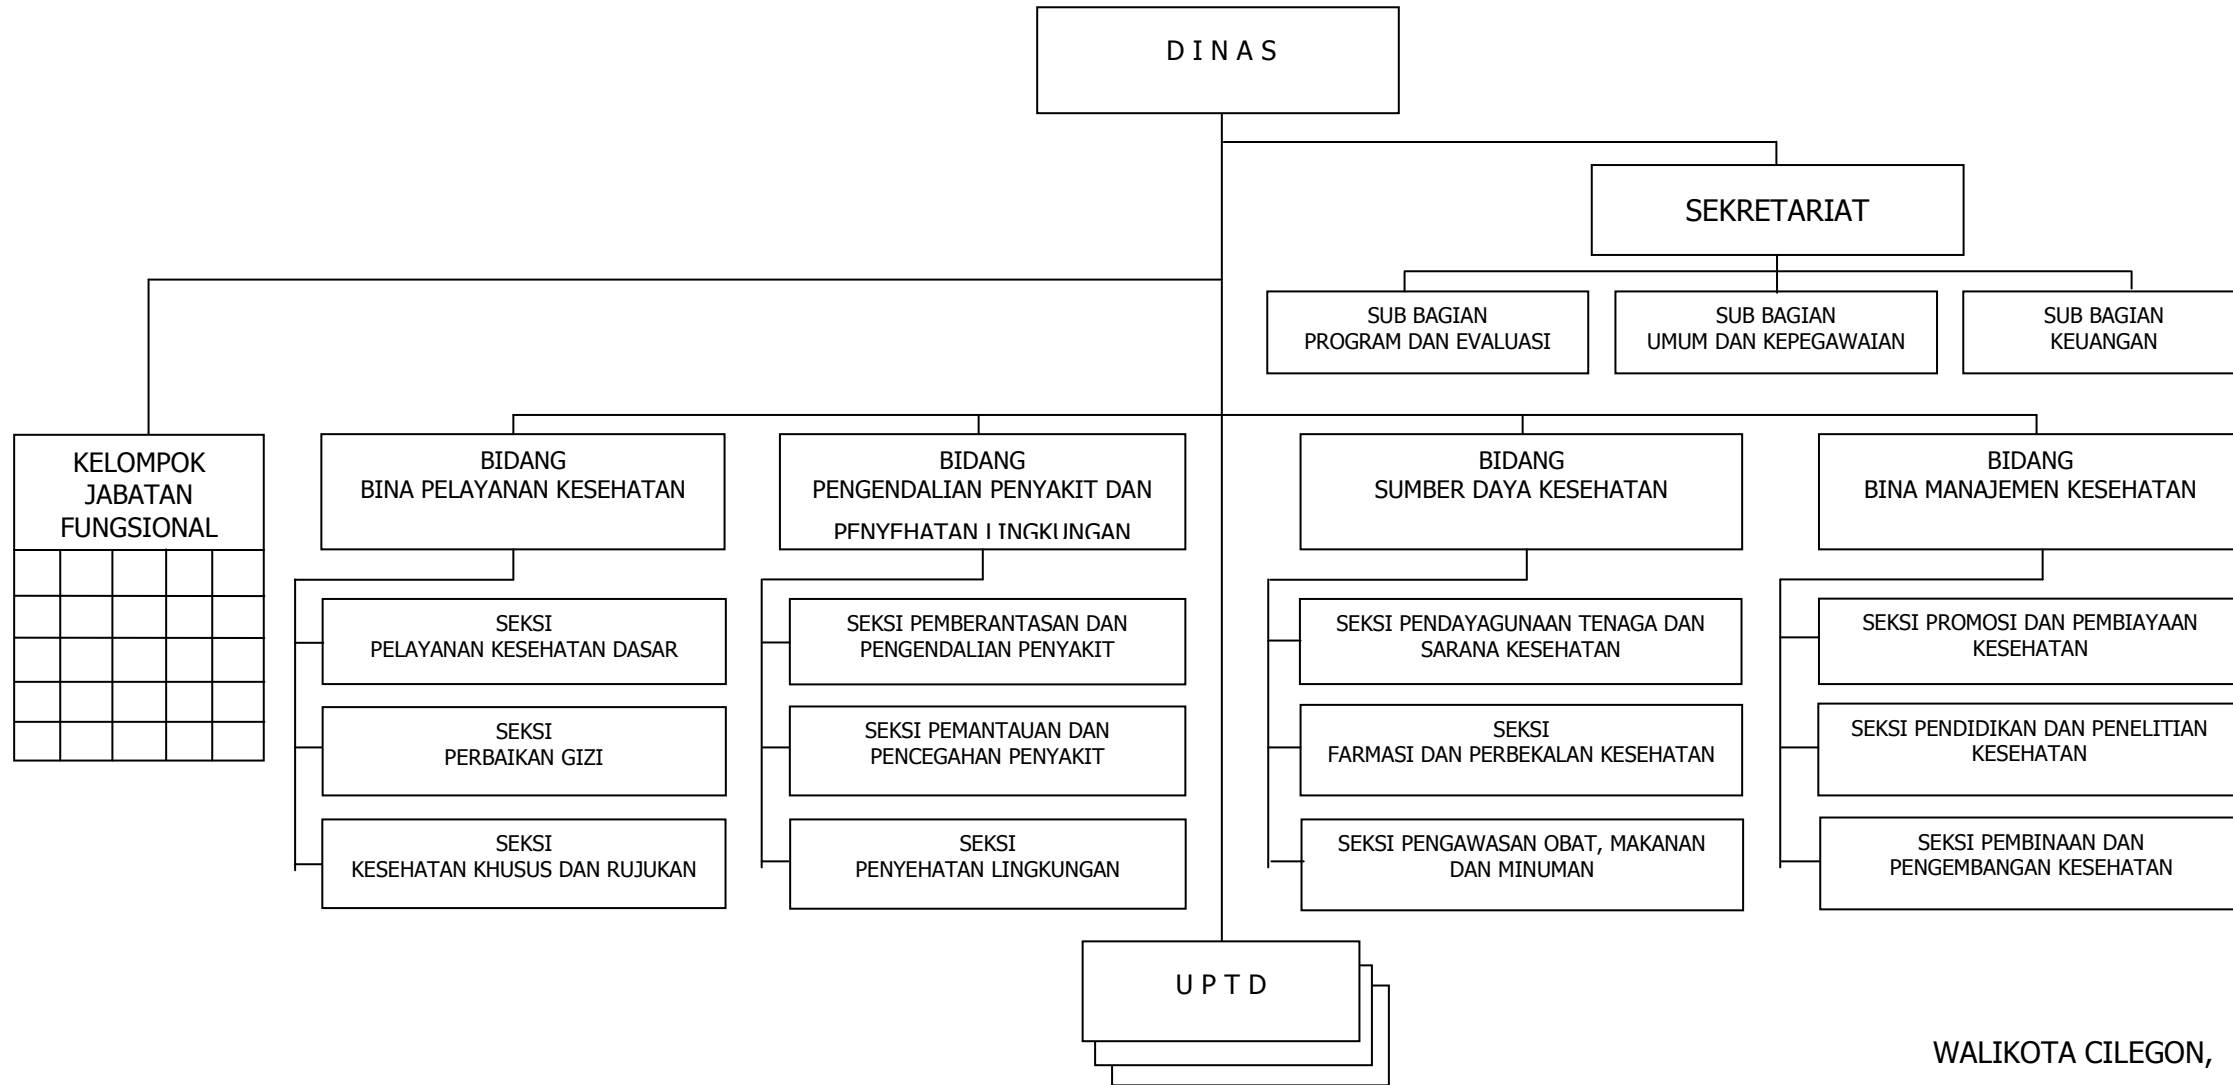 D I N A S
SEKRETARIAT
SUB BAGIAN
PROGRAM DAN EVALUASI
SUB BAGIAN
UMUM DAN KEPEGAWAIAN
SUB BAGIAN
KEUANGAN
KELOMPOK
JABATAN
FUNGSIONAL
BIDANG
BINA PELAYANAN KESEHATAN
BIDANG
PENGENDALIAN PENYAKIT DAN
PENYEHATAN LINGKUNGAN
BIDANG
SUMBER DAYA KESEHATAN
BIDANG
BINA MANAJEMEN KESEHATAN
SEKSI
PELAYANAN KESEHATAN DASAR
SEKSI PEMBERANTASAN DAN
PENGENDALIAN PENYAKIT
SEKSI PENDAYAGUNAAN TENAGA DAN
SARANA KESEHATAN
SEKSI PROMOSI DAN PEMBIAYAAN
KESEHATAN
SEKSI
PERBAIKAN GIZI
SEKSI PEMANTAUAN DAN
PENCEGAHAN PENYAKIT
SEKSI
FARMASI DAN PERBEKALAN KESEHATAN
SEKSI PENDIDIKAN DAN PENELITIAN
KESEHATAN
SEKSI
KESEHATAN KHUSUS DAN RUJUKAN
SEKSI
PENYEHATAN LINGKUNGAN
SEKSI PENGAWASAN OBAT, MAKANAN
DAN MINUMAN
SEKSI PEMBINAAN DAN
PENGEMBANGAN KESEHATAN
U P T D
WALIKOTA CILEGON,